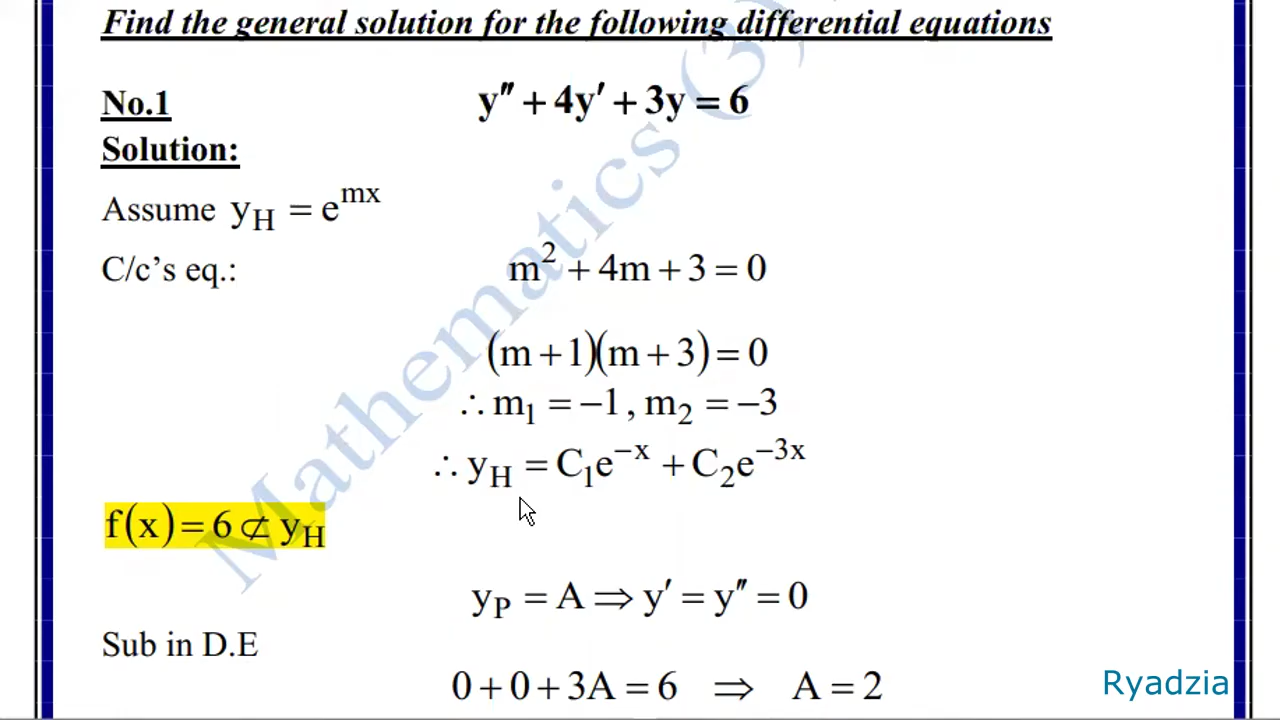 Find the general solution for the following differential equations
No.1 y″ + 4y′ + 3y = 6
Solution:
Assume y_H = e^{mx}
C/c's eq.: m² + 4m + 3 = 0
(m + 1)(m + 3) = 0
∴ m₁ = −1 , m₂ = −3
∴ y_H = C₁e^{−x} + C₂e^{−3x}
f(x) = 6 ⊄ y_H
y_P = A ⇒ y′ = y″ = 0
Sub in D.E
0 + 0 + 3A = 6 ⇒ A = 2
Mathematics (3)
Ryadzia